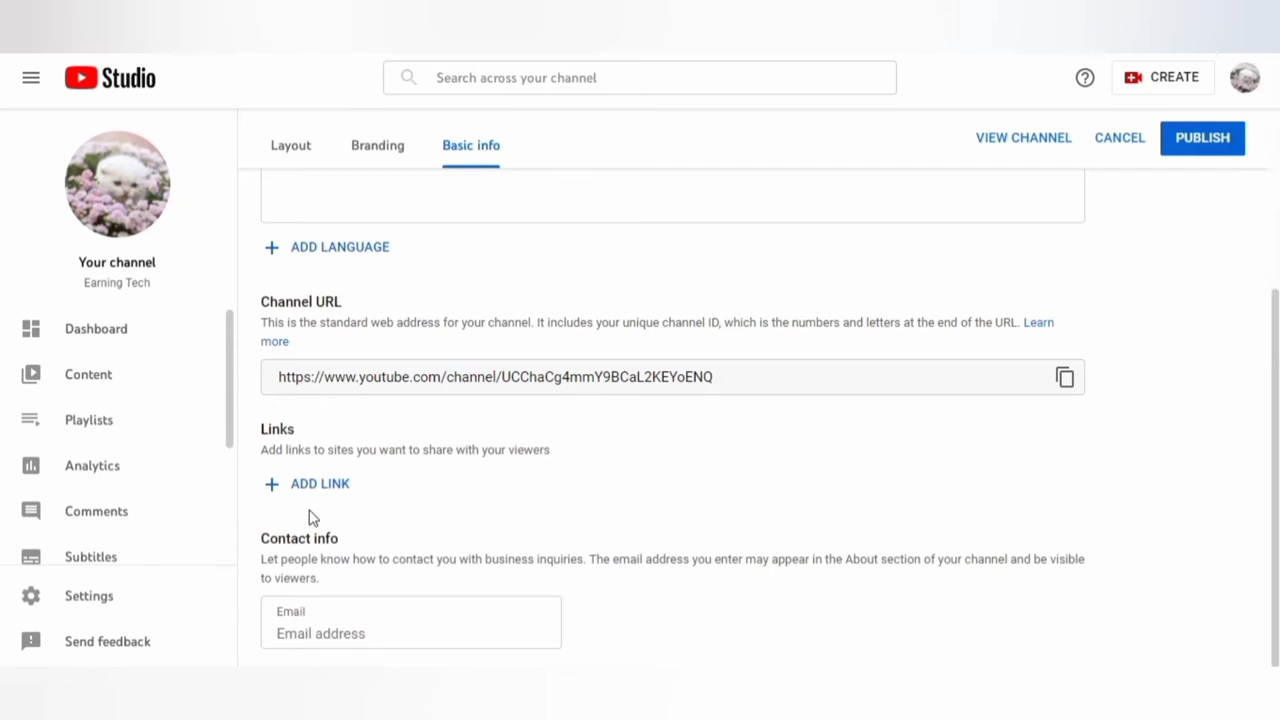 Studio
Search across your channel
CREATE
Layout
Branding
Basic info
VIEW CHANNEL
CANCEL
PUBLISH
Your channel
Earning Tech
Dashboard
Content
Playlists
Analytics
Comments
Subtitles
Settings
Send feedback
ADD LANGUAGE
Channel URL
This is the standard web address for your channel. It includes your unique channel ID, which is the numbers and letters at the end of the URL. Learn
more
https://www.youtube.com/channel/UCChaCg4mmY9BCaL2KEYoENQ
Links
Add links to sites you want to share with your viewers
ADD LINK
Contact info
Let people know how to contact you with business inquiries. The email address you enter may appear in the About section of your channel and be visible
to viewers.
Email
Email address